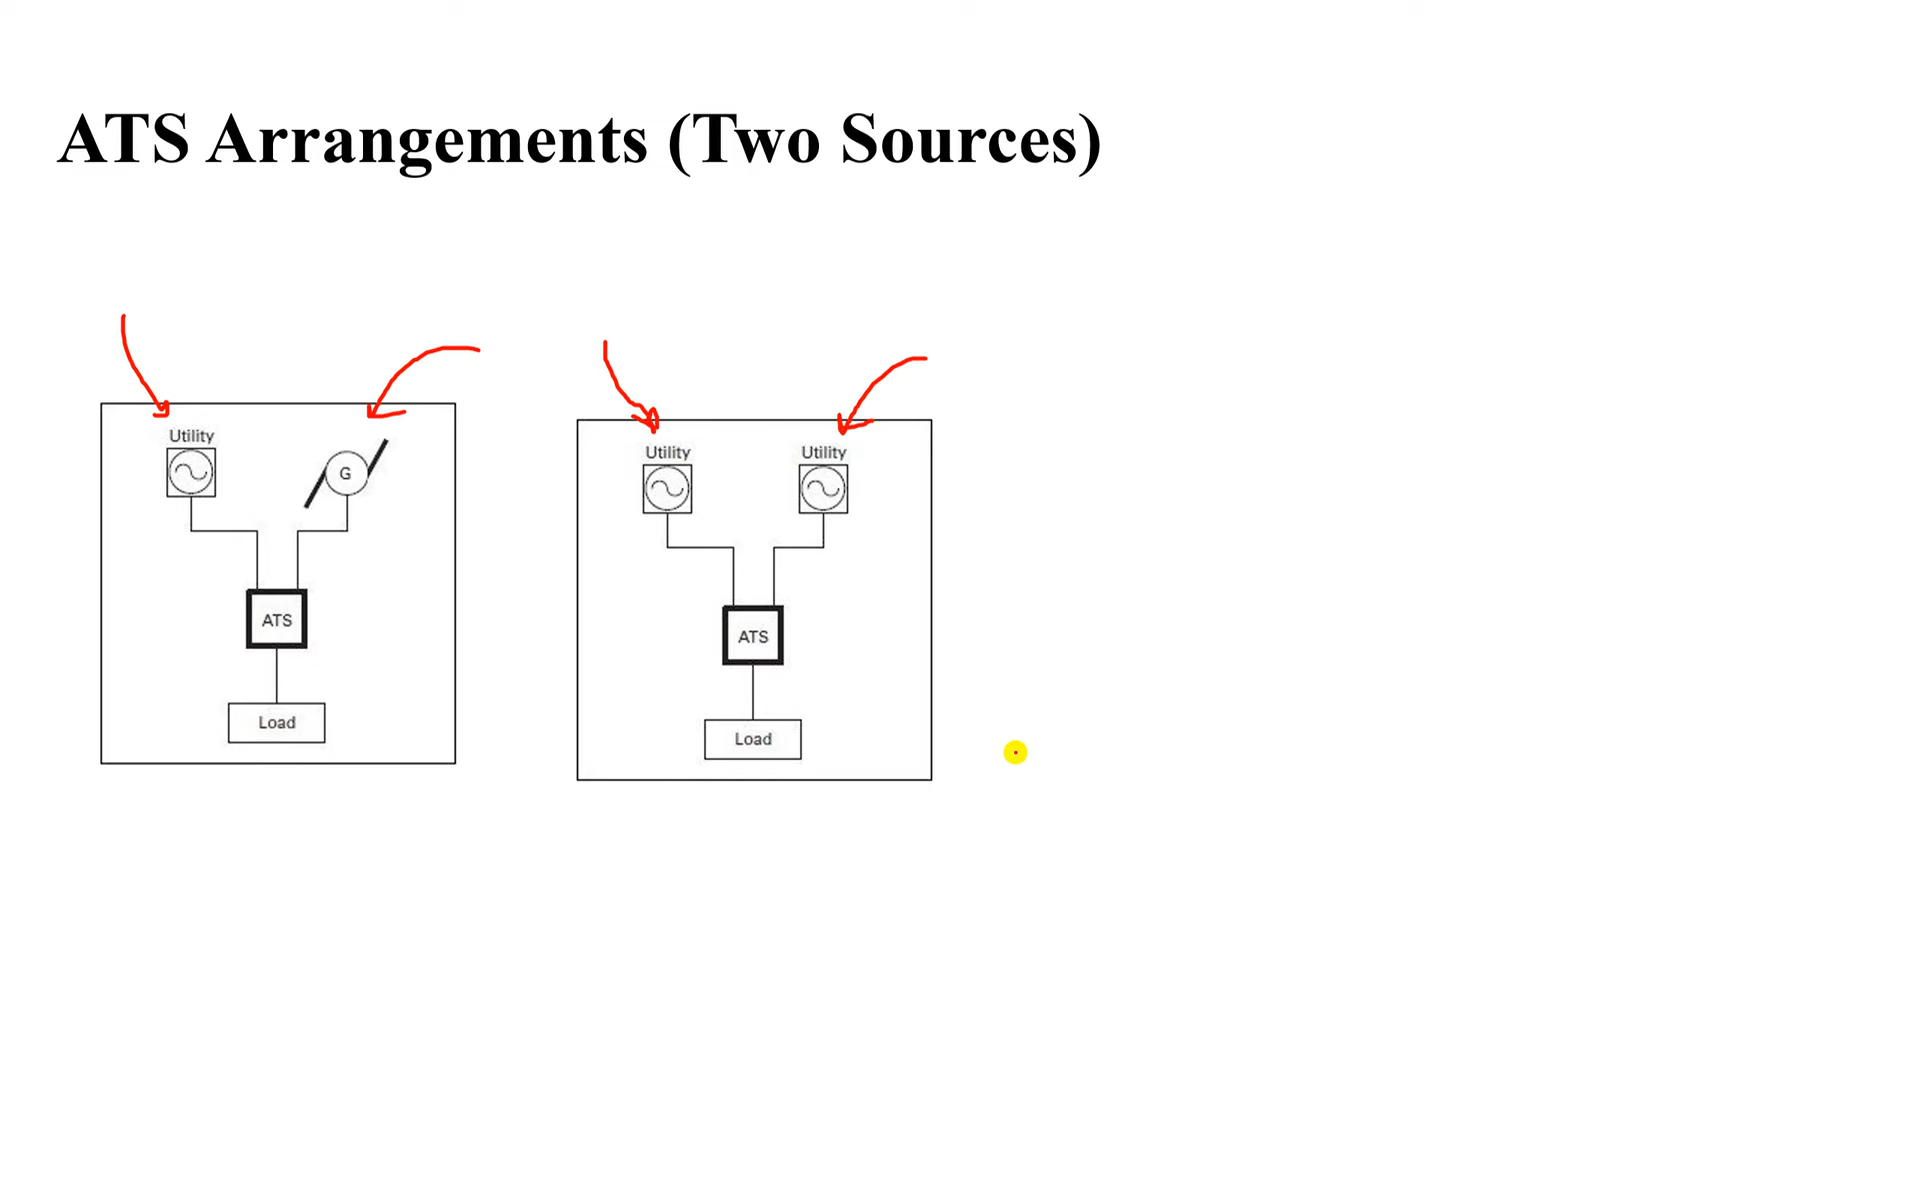 ATS Arrangements (Two Sources)
Utility
G
ATS
Load
Utility
Utility
ATS
Load